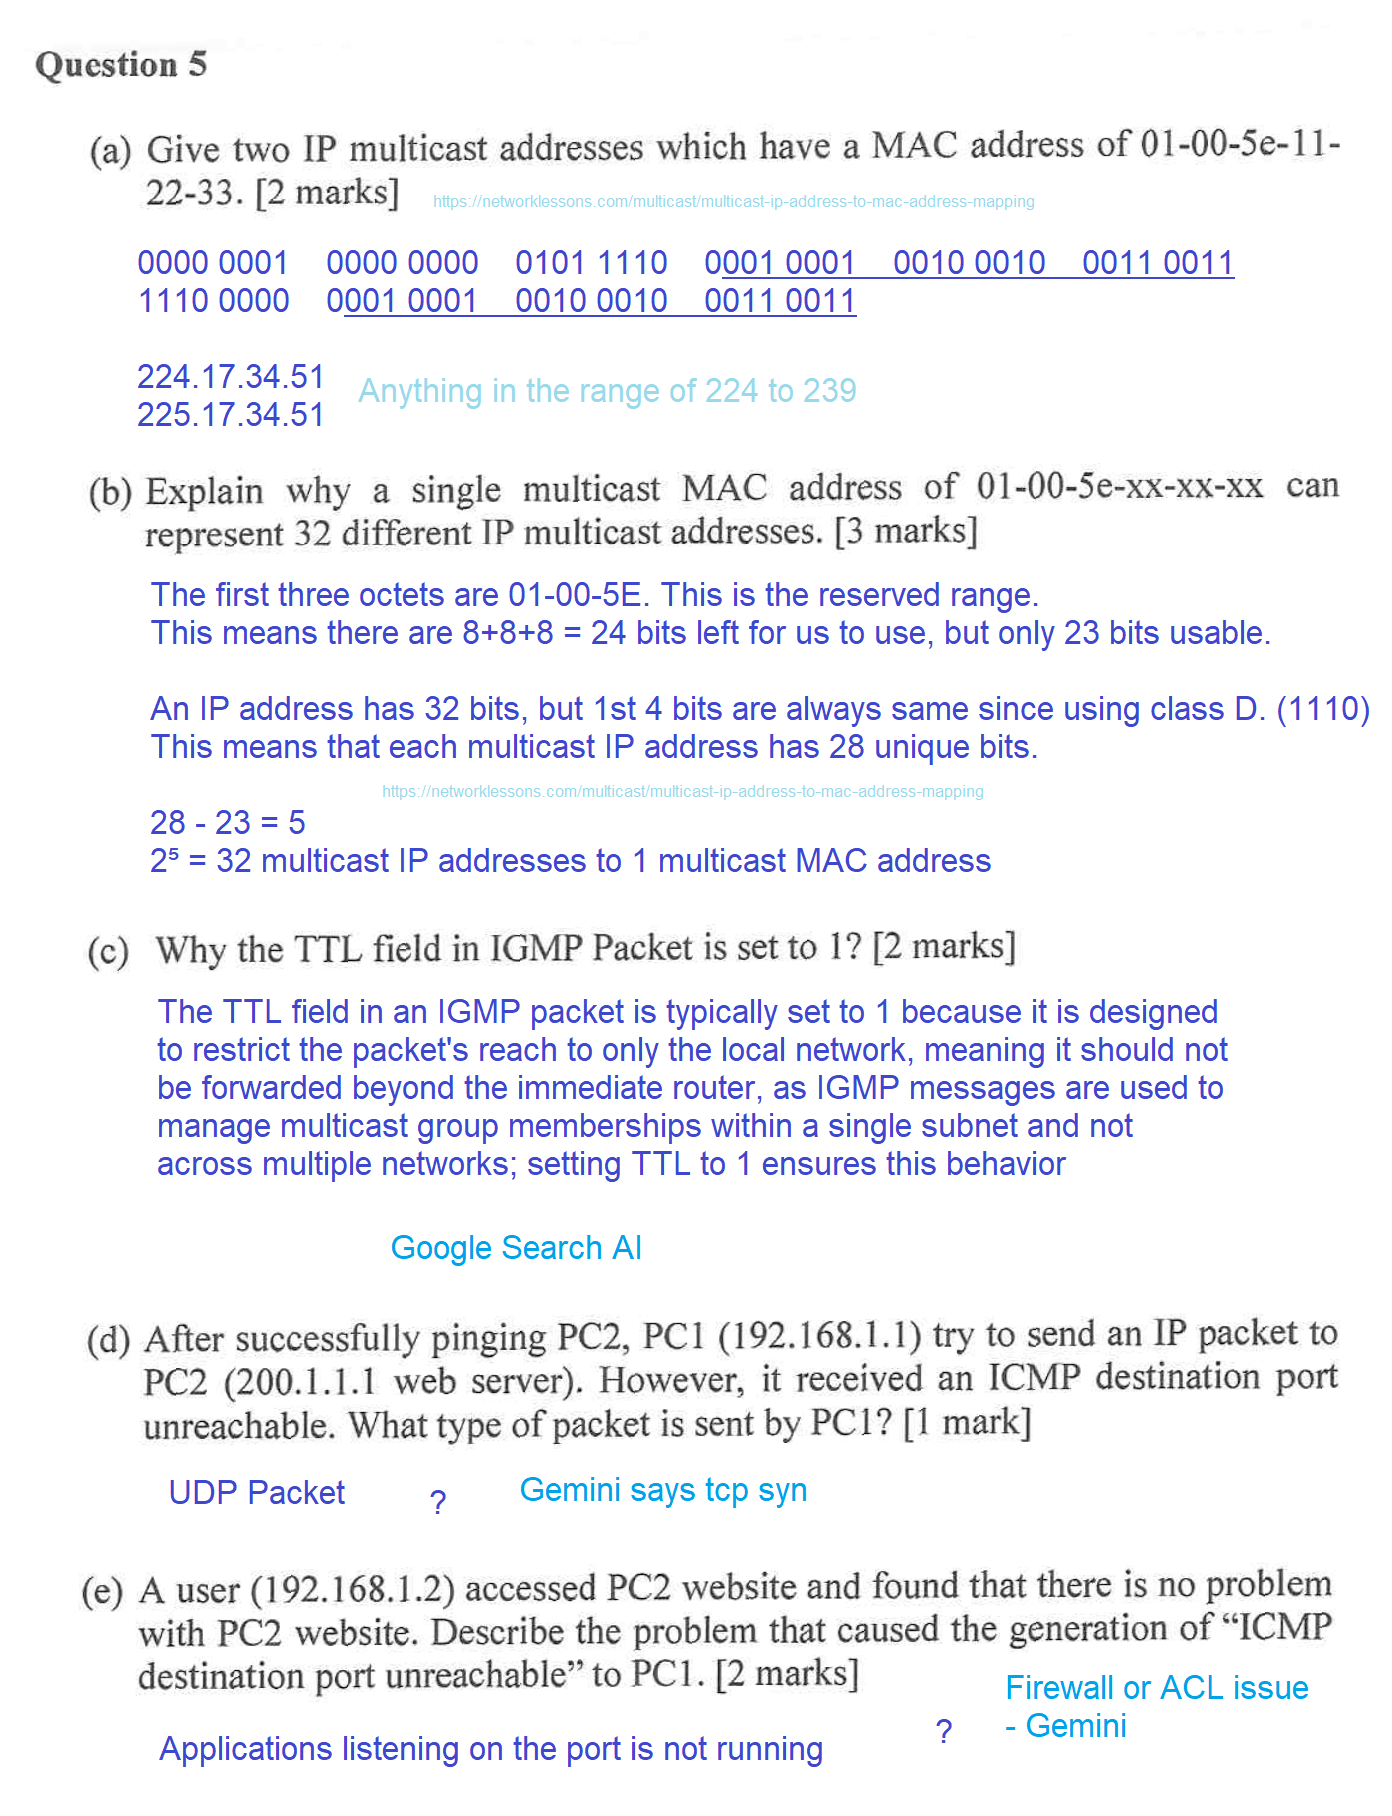 Question 5
(a) Give two IP multicast addresses which have a MAC address of 01-00-5e-11-
22-33. [2 marks]
https://networklessons.com/multicast/multicast-ip-address-to-mac-address-mapping
0000 0001 0000 0000 0101 1110 0001 0001 0010 0010 0011 0011
1110 0000 0001 0001 0010 0010 0011 0011
224.17.34.51
Anything in the range of 224 to 239
225.17.34.51
(b) Explain why a single multicast MAC address of 01-00-5e-xx-xx-xx can
represent 32 different IP multicast addresses. [3 marks]
The first three octets are 01-00-5E. This is the reserved range.
This means there are 8+8+8 = 24 bits left for us to use, but only 23 bits usable.
An IP address has 32 bits, but 1st 4 bits are always same since using class D. (1110)
This means that each multicast IP address has 28 unique bits.
https://networklessons.com/multicast/multicast-ip-address-to-mac-address-mapping
28 - 23 = 5
2⁵ = 32 multicast IP addresses to 1 multicast MAC address
(c) Why the TTL field in IGMP Packet is set to 1? [2 marks]
The TTL field in an IGMP packet is typically set to 1 because it is designed
to restrict the packet's reach to only the local network, meaning it should not
be forwarded beyond the immediate router, as IGMP messages are used to
manage multicast group memberships within a single subnet and not
across multiple networks; setting TTL to 1 ensures this behavior
Google Search AI
(d) After successfully pinging PC2, PC1 (192.168.1.1) try to send an IP packet to
PC2 (200.1.1.1 web server). However, it received an ICMP destination port
unreachable. What type of packet is sent by PC1? [1 mark]
UDP Packet ? Gemini says tcp syn
(e) A user (192.168.1.2) accessed PC2 website and found that there is no problem
with PC2 website. Describe the problem that caused the generation of “ICMP
destination port unreachable” to PC1. [2 marks]
Firewall or ACL issue
- Gemini
?
Applications listening on the port is not running